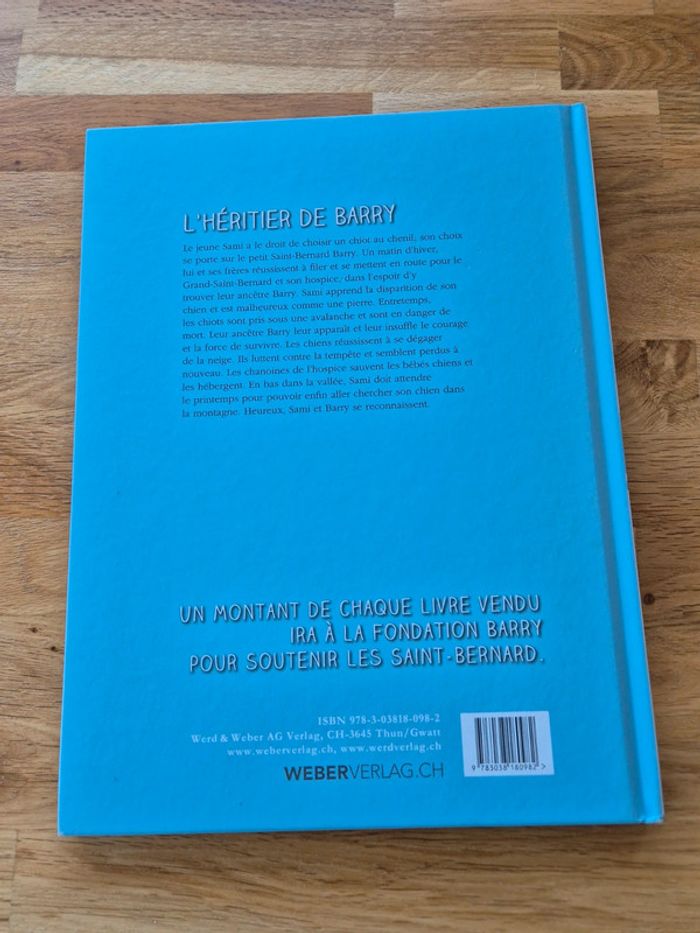 L'HÉRITIER DE BARRY
Le jeune Sami a le droit de choisir un chiot au chenil, son choix
se porte sur le petit Saint-Bernard Barry. Un matin d'hiver,
lui et ses frères réussissent à filer et se mettent en route pour le
Grand-Saint-Bernard et son hospice, dans l'espoir d'y
trouver leur ancêtre Barry. Sami apprend la disparition de son
chien et est malheureux comme une pierre. Entretemps,
les chiots sont pris sous une avalanche et sont en danger de
mort. Leur ancêtre Barry leur apparaît et leur insuffle le courage
et la force de survivre. Les chiens réussissent à se dégager
de la neige. Ils luttent contre la tempête et semblent perdus à
nouveau. Les chanoines de l'hospice sauvent les bébés chiens et
les hébergent. En bas dans la vallée, Sami doit attendre
le printemps pour pouvoir enfin aller chercher son chien dans
la montagne. Heureux, Sami et Barry se reconnaissent.
UN MONTANT DE CHAQUE LIVRE VENDU
IRA À LA FONDATION BARRY
POUR SOUTENIR LES SAINT-BERNARD.
ISBN 978-3-03818-098-2
Werd & Weber AG Verlag, CH-3645 Thun/Gwatt
www.weberverlag.ch, www.werdverlag.ch
WEBERVERLAG.CH
9 783038 180982 >